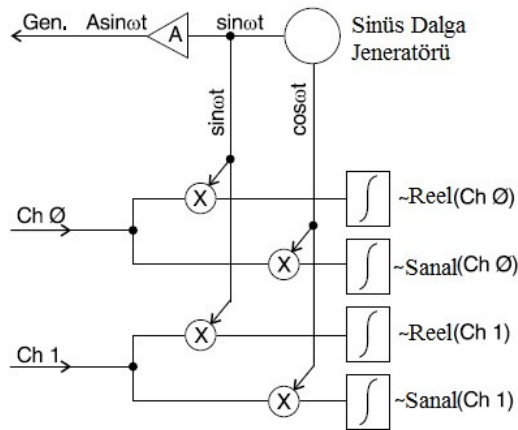 Gen.
Asinωt
A
sinωt
Sinüs Dalga
Jeneratörü
sinωt
cosωt
Ch Ø
X
~Reel(Ch Ø)
X
~Sanal(Ch Ø)
Ch 1
X
~Reel(Ch 1)
X
~Sanal(Ch 1)